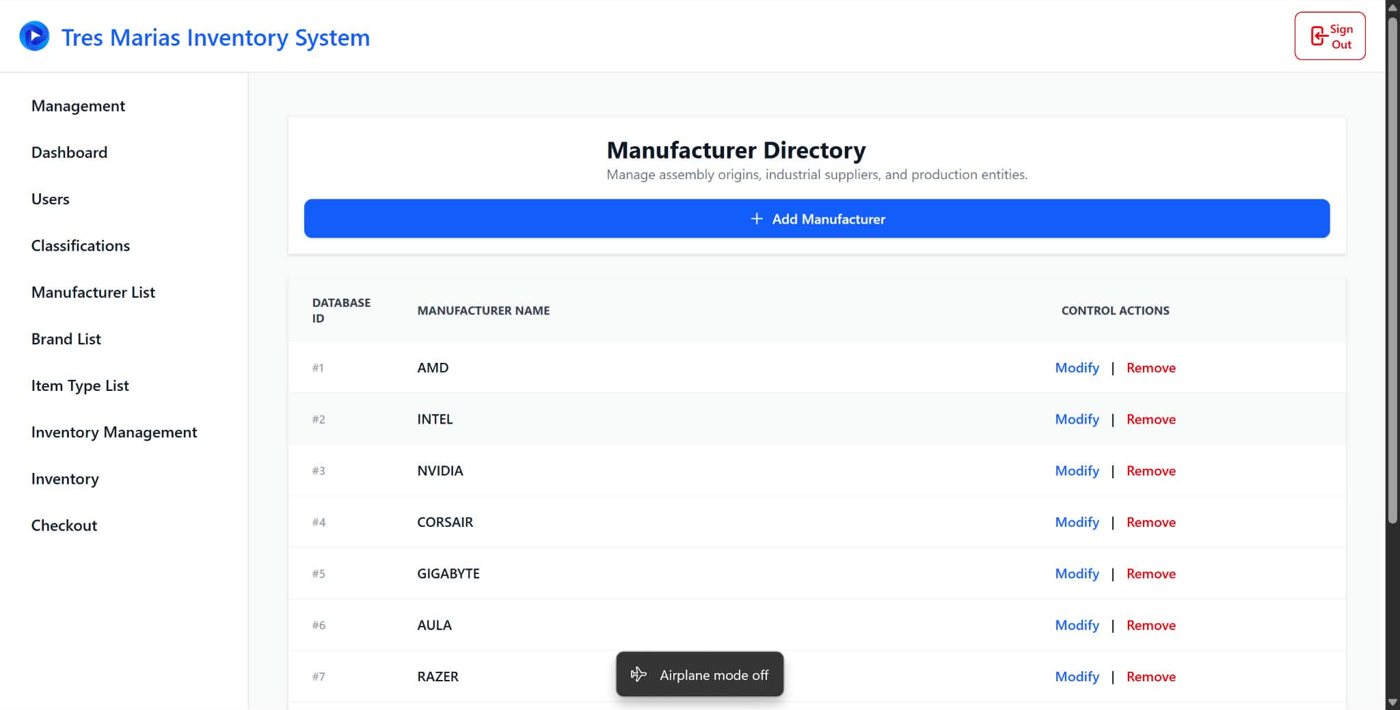 Tres Marias Inventory System
Sign
Out
Management
Dashboard
Users
Classifications
Manufacturer List
Brand List
Item Type List
Inventory Management
Inventory
Checkout
Manufacturer Directory
Manage assembly origins, industrial suppliers, and production entities.
+ Add Manufacturer
DATABASE
ID
MANUFACTURER NAME
CONTROL ACTIONS
#1 AMD Modify | Remove
#2 INTEL Modify | Remove
#3 NVIDIA Modify | Remove
#4 CORSAIR Modify | Remove
#5 GIGABYTE Modify | Remove
#6 AULA Modify | Remove
#7 RAZER Modify | Remove
Airplane mode off